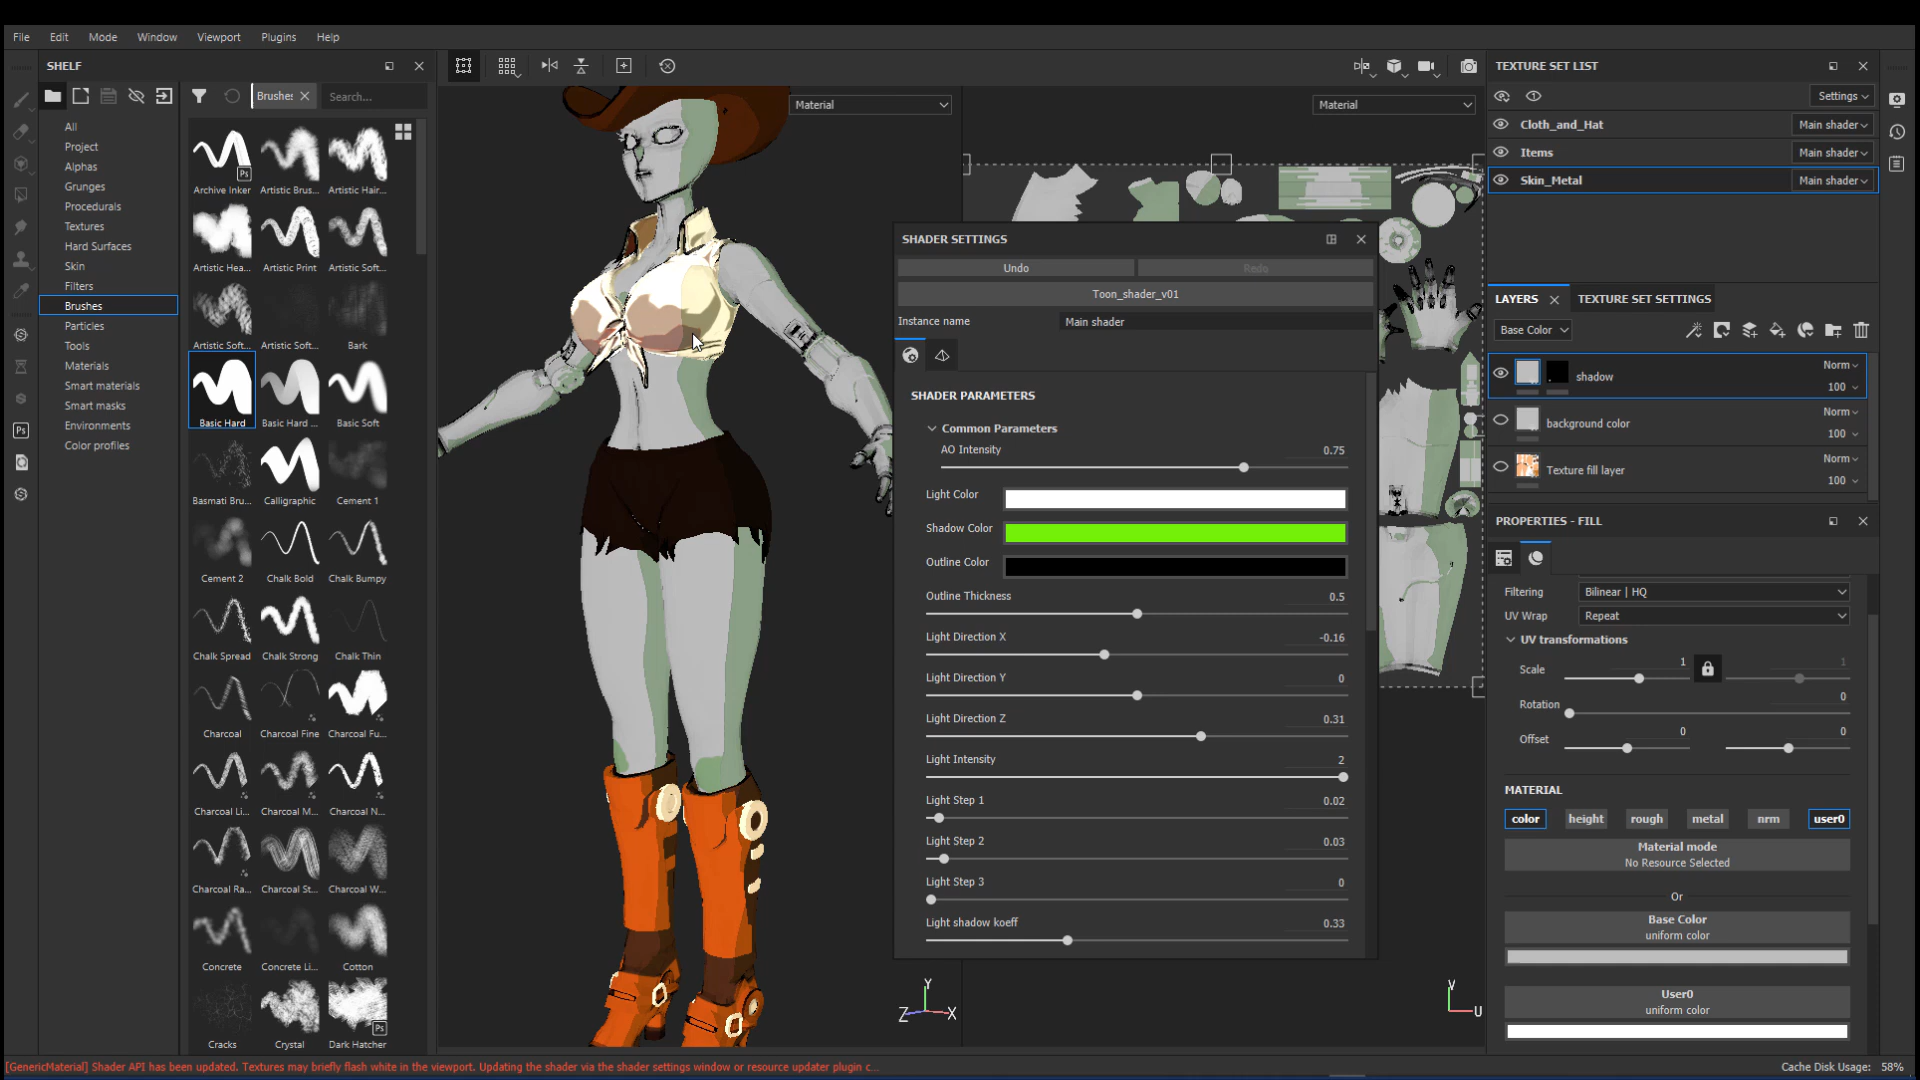 File Edit Mode Window Viewport Plugins Help
SHELF
Brushes
Search...
All
Project
Alphas
Grunges
Procedurals
Textures
Hard Surfaces
Skin
Filters
Brushes
Particles
Tools
Materials
Smart materials
Smart masks
Environments
Color profiles
Archive Inker Artistic Brus... Artistic Hair...
Artistic Hea... Artistic Print Artistic Soft...
Artistic Soft... Artistic Soft... Bark
Basic Hard Basic Hard ... Basic Soft
Basmati Bru... Calligraphic Cement 1
Cement 2 Chalk Bold Chalk Bumpy
Chalk Spread Chalk Strong Chalk Thin
Charcoal Charcoal Fine Charcoal Fu...
Charcoal Li... Charcoal M... Charcoal N...
Charcoal Ra... Charcoal St... Charcoal W...
Concrete Concrete Li... Cotton
Cracks Crystal Dark Hatcher
Ps
Ps
Ps
Material
Material
Y
Z X
V
U
SHADER SETTINGS
Undo Redo
Toon_shader_v01
Instance name Main shader
SHADER PARAMETERS
Common Parameters
AO Intensity 0.75
Light Color
Shadow Color
Outline Color
Outline Thickness 0.5
Light Direction X -0.16
Light Direction Y 0
Light Direction Z 0.31
Light Intensity 2
Light Step 1 0.02
Light Step 2 0.03
Light Step 3 0
Light shadow koeff 0.33
TEXTURE SET LIST
Settings
Cloth_and_Hat Main shader
Items Main shader
Skin_Metal Main shader
LAYERS TEXTURE SET SETTINGS
Base Color
shadow Norm 100
background color Norm 100
Texture fill layer Norm 100
PROPERTIES - FILL
Filtering Bilinear | HQ
UV Wrap Repeat
UV transformations
Scale 1 1
Rotation 0
Offset 0 0
MATERIAL
color height rough metal nrm user0
Material mode
No Resource Selected
Or
Base Color
uniform color
User0
uniform color
[GenericMaterial] Shader API has been updated. Textures may briefly flash white in the viewport. Updating the shader via the shader settings window or resource updater plugin c...
Cache Disk Usage: 58%